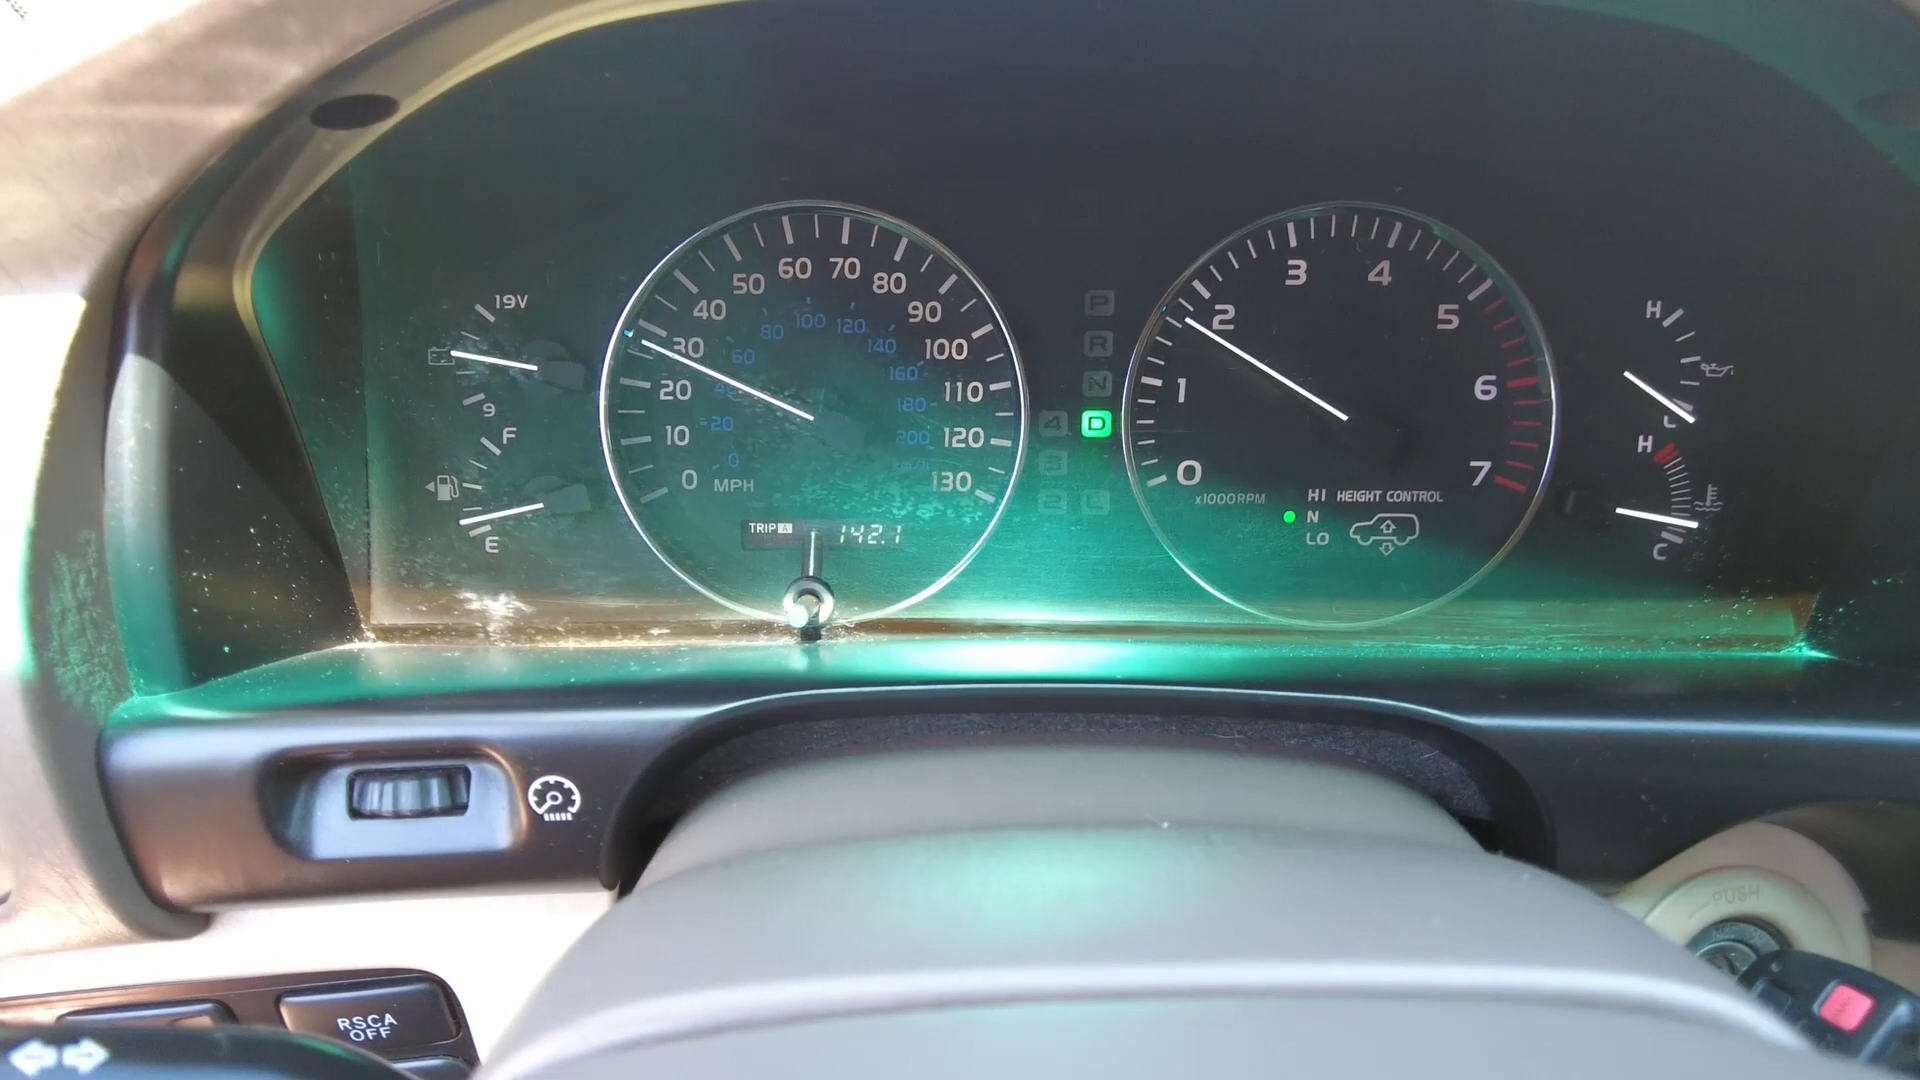 19V
9
F
E
0
10
20
30
40
50
60
70
80
90
100
110
120
130
MPH
0
20
40
60
80
100
120
140
160
180
200
km/h
TRIP A 142.1
P
R
N
4 D
3
2 L
0
1
2
3
4
5
6
7
x1000RPM
HI HEIGHT CONTROL
N
LO
H
H
C
PUSH
RSCA
OFF